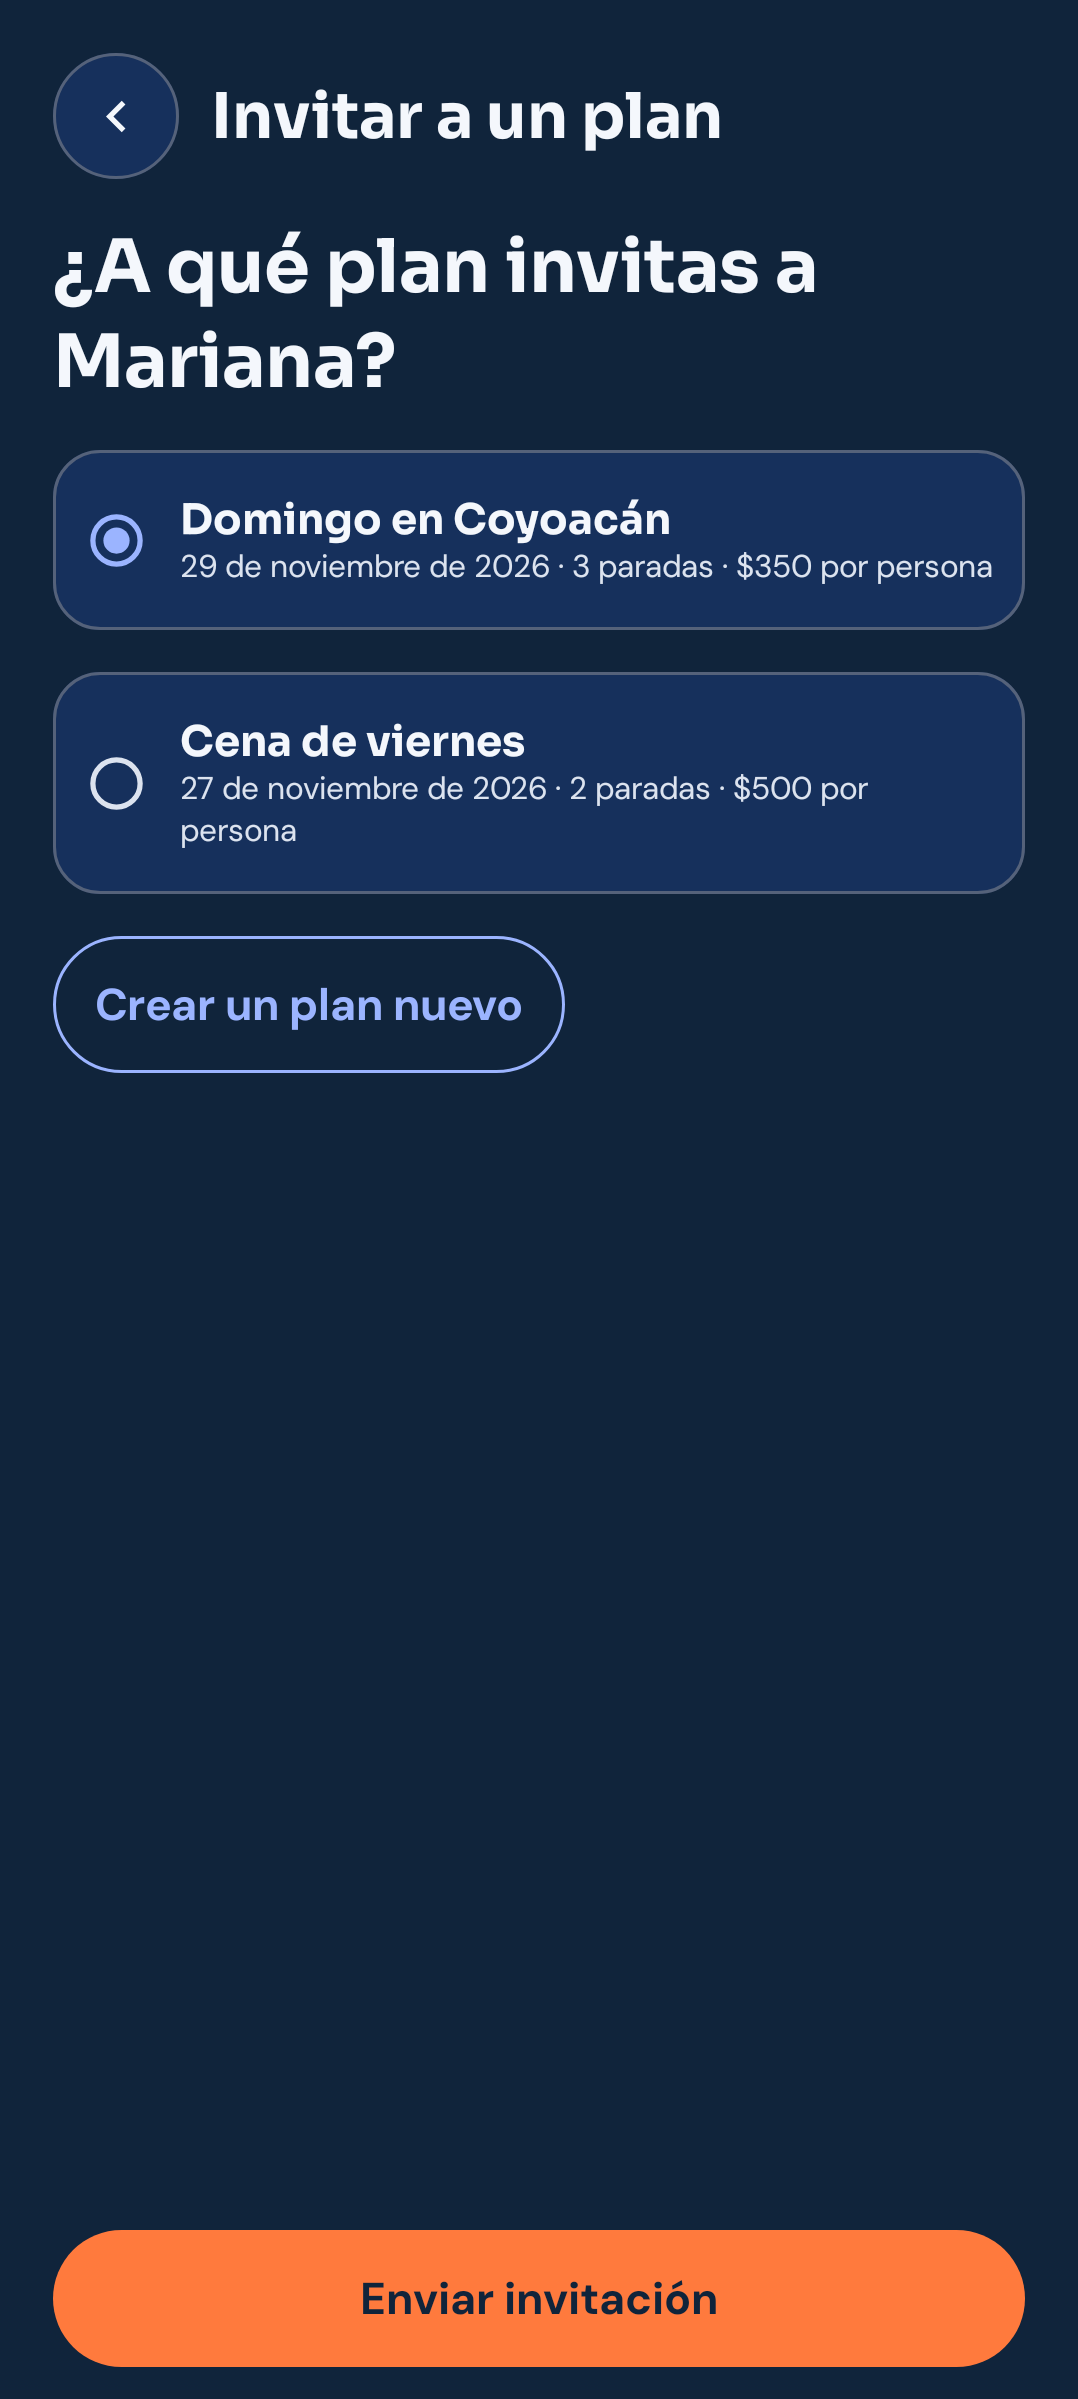 Invitar a un plan
¿A qué plan invitas a
Mariana?
Domingo en Coyoacán
29 de noviembre de 2026 · 3 paradas · $350 por persona
Cena de viernes
27 de noviembre de 2026 · 2 paradas · $500 por
persona
Crear un plan nuevo
Enviar invitación